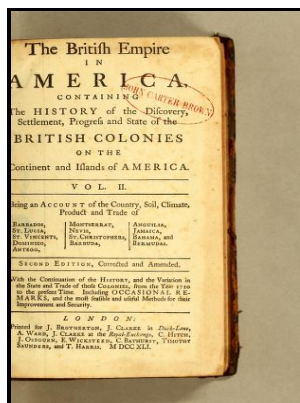 The Britiſh Empire
IN
AMERICA,
CONTAINING
The HISTORY of the Diſcovery,
Settlement, Progreſs and State of the
BRITISH COLONIES
ON THE
Continent and Iſlands of AMERICA.
VOL. II.
Being an ACCOUNT of the Country, Soil, Climate,
Product and Trade of
BARBADOS, MONTSERRAT, ANGUILLA,
ST. LUCIA, NEVIS, JAMAICA,
ST. VINCENTS, ST. CHRISTOPHERS, BAHAMA, and
DOMINICO, BARBUDA, BERMUDAS.
ANTEGO,
SECOND EDITION, Corrected and Amended.
With the Continuation of the HISTORY, and the Variation in
the State and Trade of thoſe COLONIES, from the Year 1710
to the preſent Time. Including OCCASIONAL RE-
MARKS, and the moſt feaſible and uſeful Methods for their
Improvement and Security.
LONDON:
Printed for J. BROTHERTON, J. CLARKE in Duck-Lane,
A. WARD, J. CLARKE at the Royal-Exchange, C. HITCH,
J. OSBOURN, E. WICKSTEED, C. BATHURST, TIMOTHY
SAUNDERS, and T. HARRIS. M DCC XLI.
JOHN CARTER BROWN